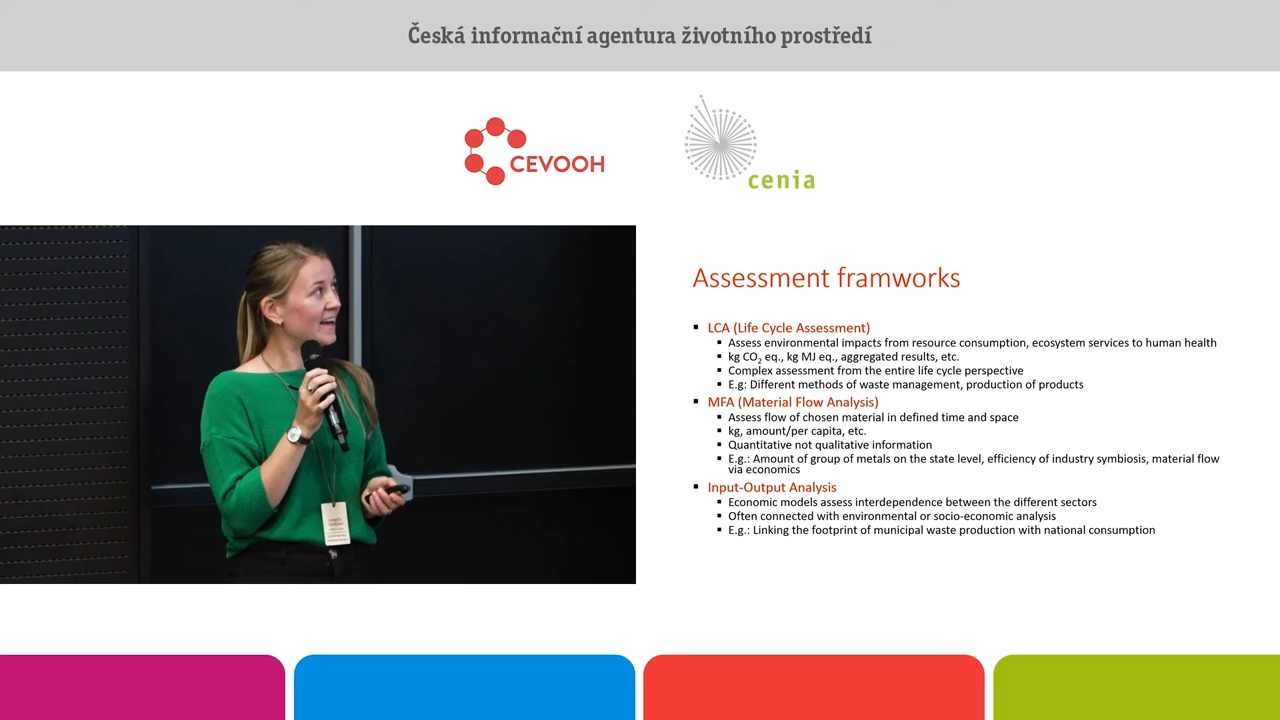 Česká informační agentura životního prostředí
CEVOOH
cenia
Assessment framworks
▪ LCA (Life Cycle Assessment)
▪ Assess environmental impacts from resource consumption, ecosystem services to human health
▪ kg CO₂ eq., kg MJ eq., aggregated results, etc.
▪ Complex assessment from the entire life cycle perspective
▪ E.g: Different methods of waste management, production of products
▪ MFA (Material Flow Analysis)
▪ Assess flow of chosen material in defined time and space
▪ kg, amount/per capita, etc.
▪ Quantitative not qualitative information
▪ E.g.: Amount of group of metals on the state level, efficiency of industry symbiosis, material flow
via economics
▪ Input-Output Analysis
▪ Economic models assess interdependence between the different sectors
▪ Often connected with environmental or socio-economic analysis
▪ E.g.: Linking the footprint of municipal waste production with national consumption